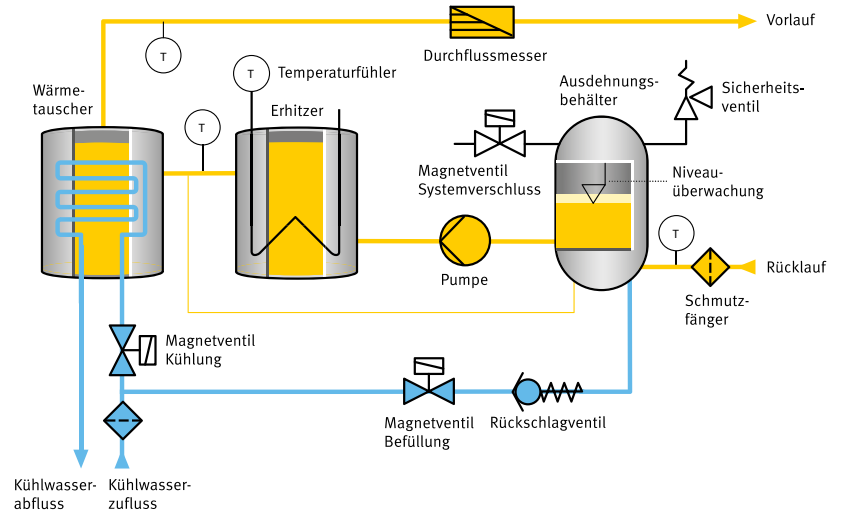 Vorlauf
T
Durchflussmesser
Wärme-
tauscher
T
Temperaturfühler
Ausdehnungs-
behälter
Sicherheits-
ventil
Erhitzer
T
Magnetventil
Systemverschluss
Niveau-
überwachung
T
Rücklauf
Pumpe
Schmutz-
fänger
Magnetventil
Kühlung
Magnetventil
Befüllung
Rückschlagventil
Kühlwasser-
abfluss
Kühlwasser-
zufluss